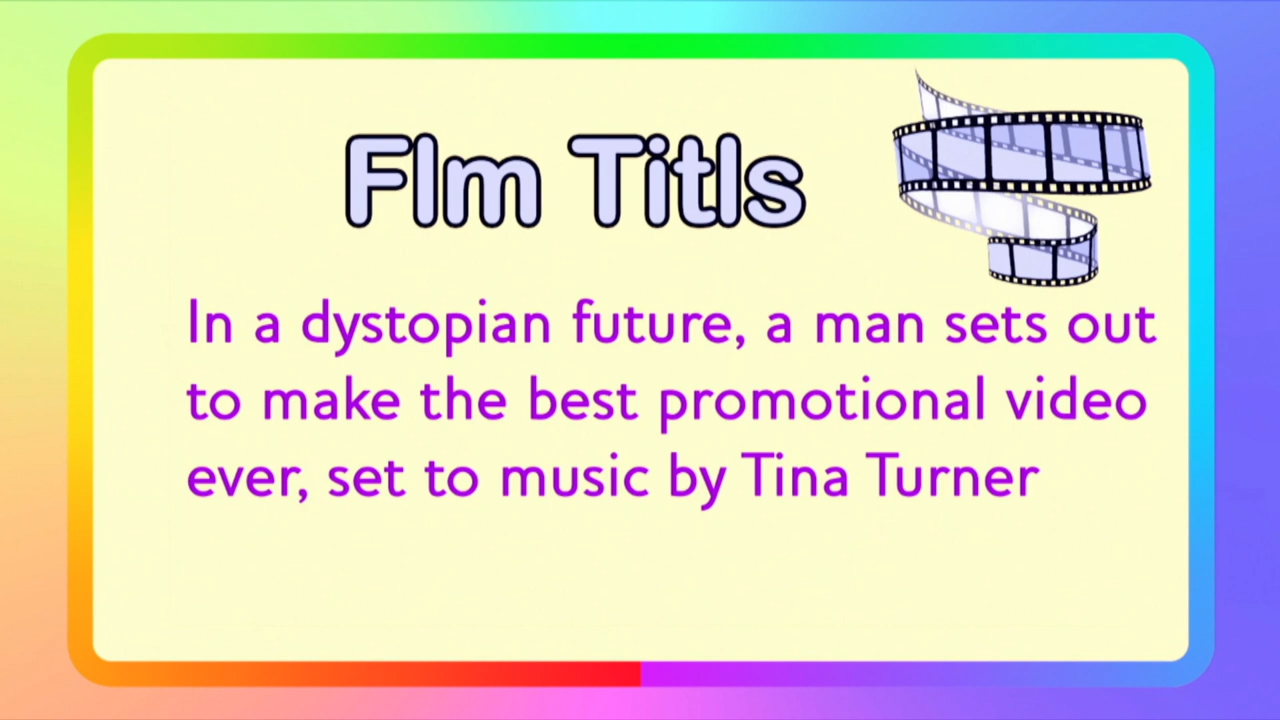 Flm Titls
In a dystopian future, a man sets out
to make the best promotional video
ever, set to music by Tina Turner